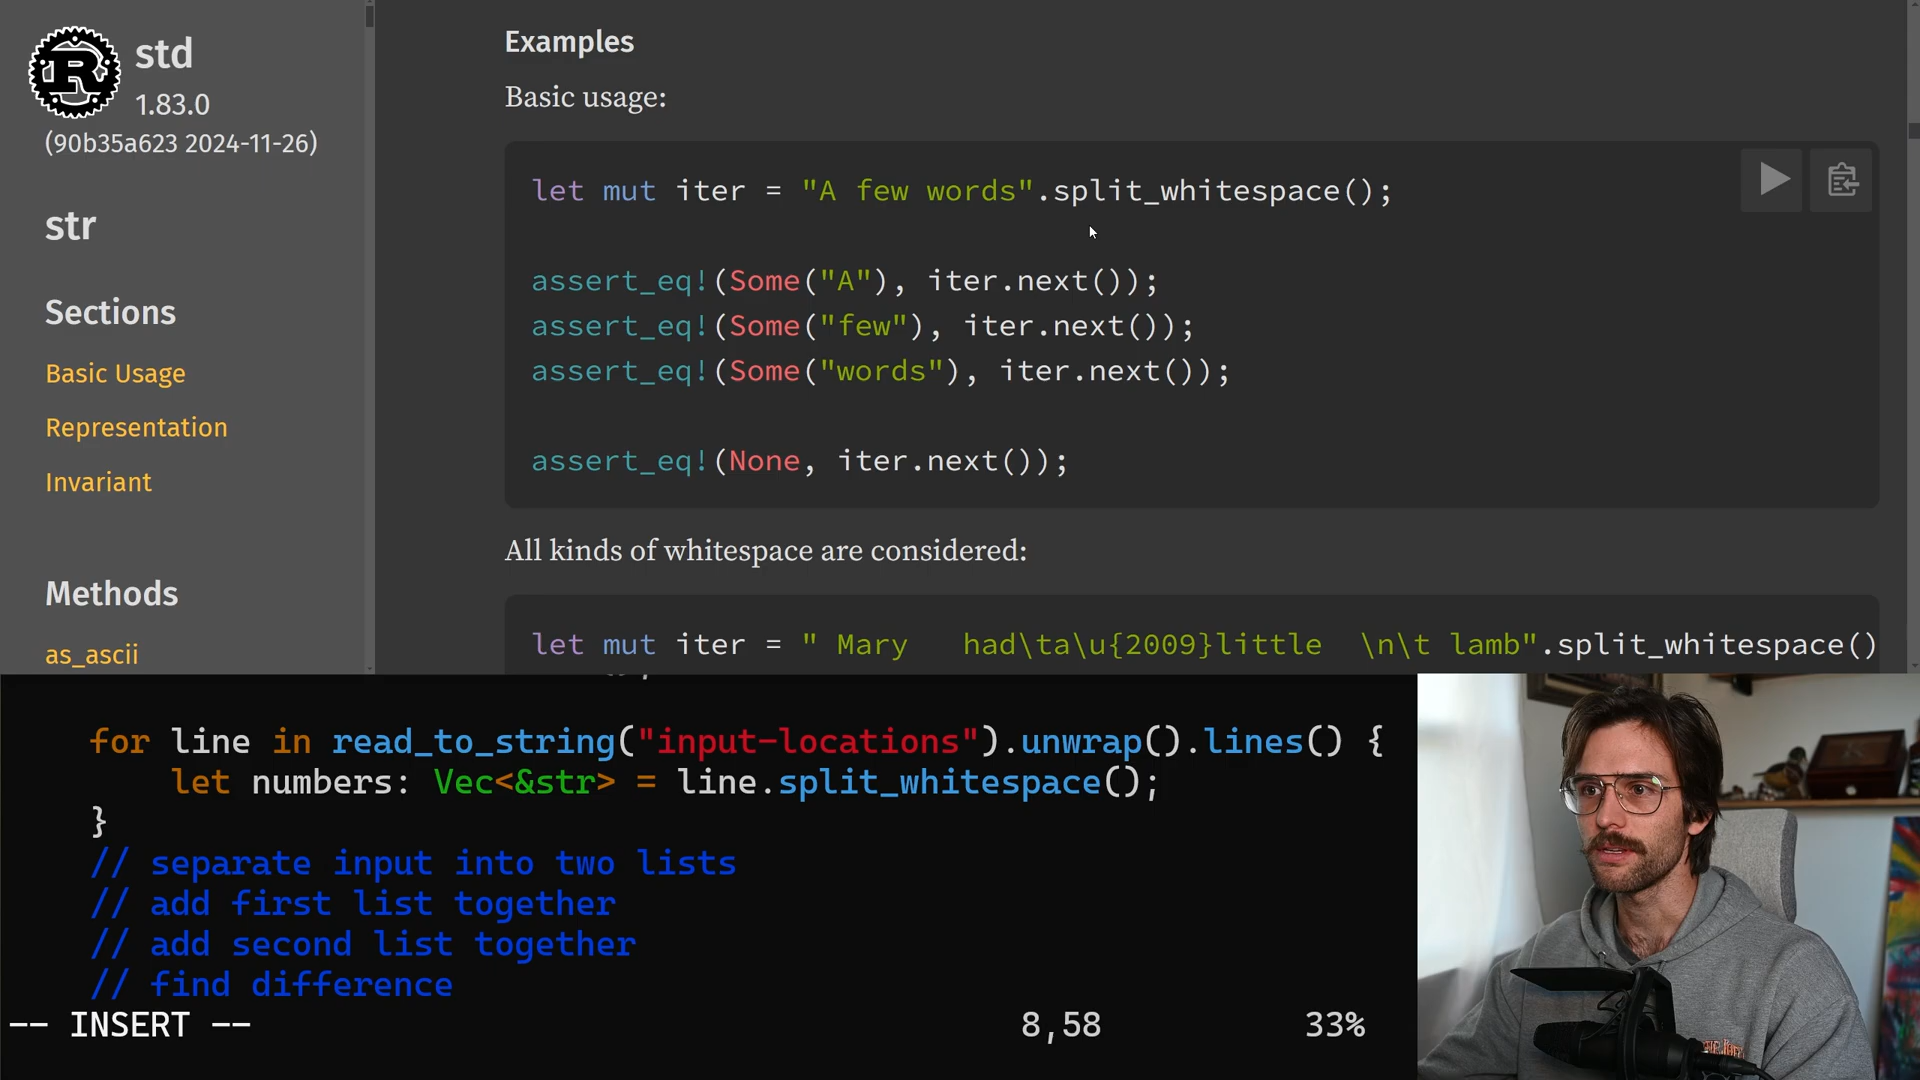 std
1.83.0
(90b35a623 2024-11-26)
str
Sections
Basic Usage
Representation
Invariant
Methods
as_ascii
Examples
Basic usage:
let mut iter = "A few words".split_whitespace();
assert_eq!(Some("A"), iter.next());
assert_eq!(Some("few"), iter.next());
assert_eq!(Some("words"), iter.next());
assert_eq!(None, iter.next());
All kinds of whitespace are considered:
let mut iter = " Mary   had\ta\u{2009}little  \n\t lamb".split_whitespace()
for line in read_to_string("input-locations").unwrap().lines() {
let numbers: Vec<&str> = line.split_whitespace();
}
// separate input into two lists
// add first list together
// add second list together
// find difference
-- INSERT --
8,58
33%